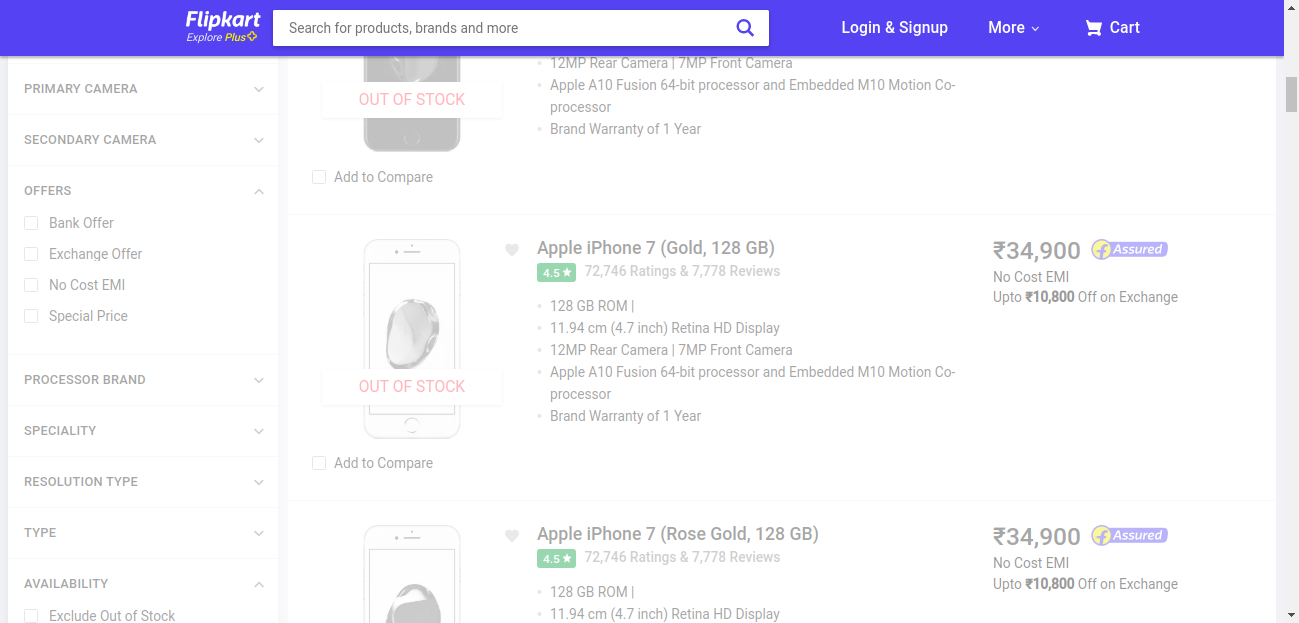 Flipkart
Explore Plus
Search for products, brands and more
Login & Signup
More
Cart
PRIMARY CAMERA
SECONDARY CAMERA
OFFERS
Bank Offer
Exchange Offer
No Cost EMI
Special Price
PROCESSOR BRAND
SPECIALITY
RESOLUTION TYPE
TYPE
AVAILABILITY
Exclude Out of Stock
OUT OF STOCK
Add to Compare
12MP Rear Camera | 7MP Front Camera
Apple A10 Fusion 64-bit processor and Embedded M10 Motion Co-
processor
Brand Warranty of 1 Year
OUT OF STOCK
Add to Compare
Apple iPhone 7 (Gold, 128 GB)
4.5★ 72,746 Ratings & 7,778 Reviews
128 GB ROM |
11.94 cm (4.7 inch) Retina HD Display
12MP Rear Camera | 7MP Front Camera
Apple A10 Fusion 64-bit processor and Embedded M10 Motion Co-
processor
Brand Warranty of 1 Year
₹34,900 f Assured
No Cost EMI
Upto ₹10,800 Off on Exchange
Apple iPhone 7 (Rose Gold, 128 GB)
4.5★ 72,746 Ratings & 7,778 Reviews
128 GB ROM |
11.94 cm (4.7 inch) Retina HD Display
₹34,900 f Assured
No Cost EMI
Upto ₹10,800 Off on Exchange